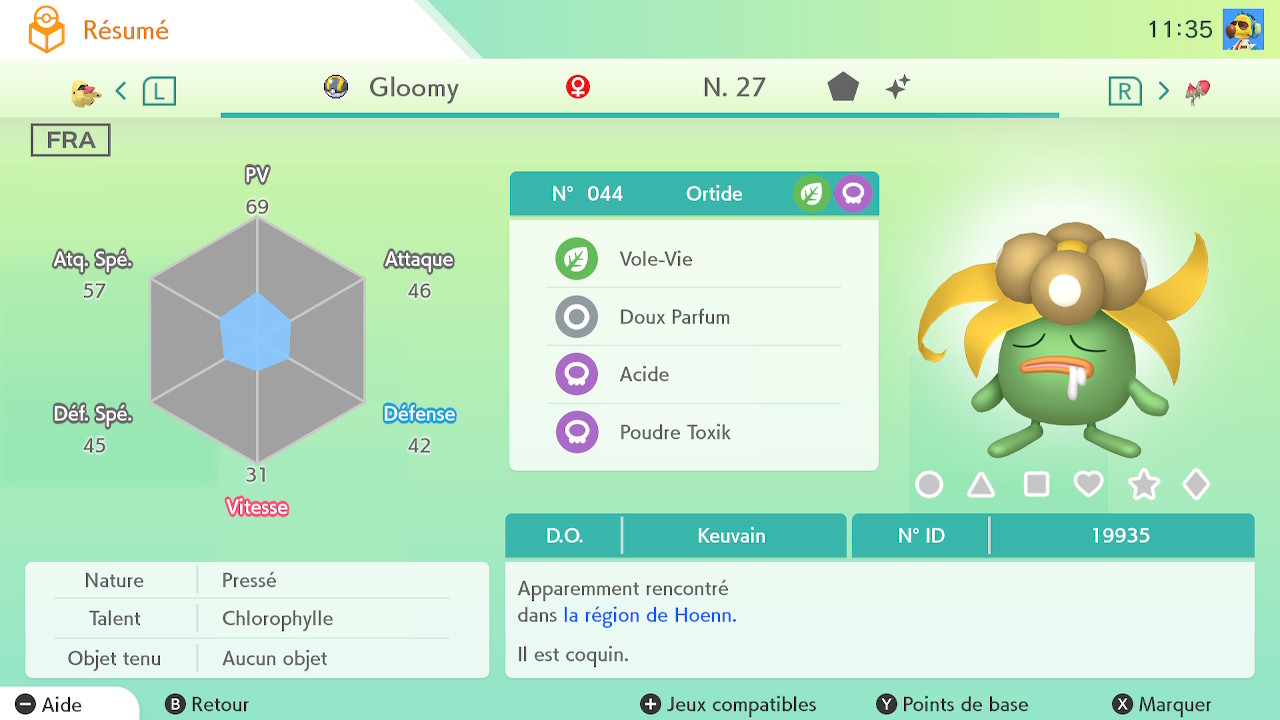 Résumé
11:35
L
Gloomy
N. 27
R
FRA
PV
69
Atq. Spé.
57
Attaque
46
Déf. Spé.
45
Défense
42
31
Vitesse
N° 044 Ortide
Vole-Vie
Doux Parfum
Acide
Poudre Toxik
D.O. Keuvain
N° ID 19935
Nature Pressé
Talent Chlorophylle
Objet tenu Aucun objet
Apparemment rencontré
dans la région de Hoenn.
Il est coquin.
Aide
B Retour
Jeux compatibles
Y Points de base
X Marquer